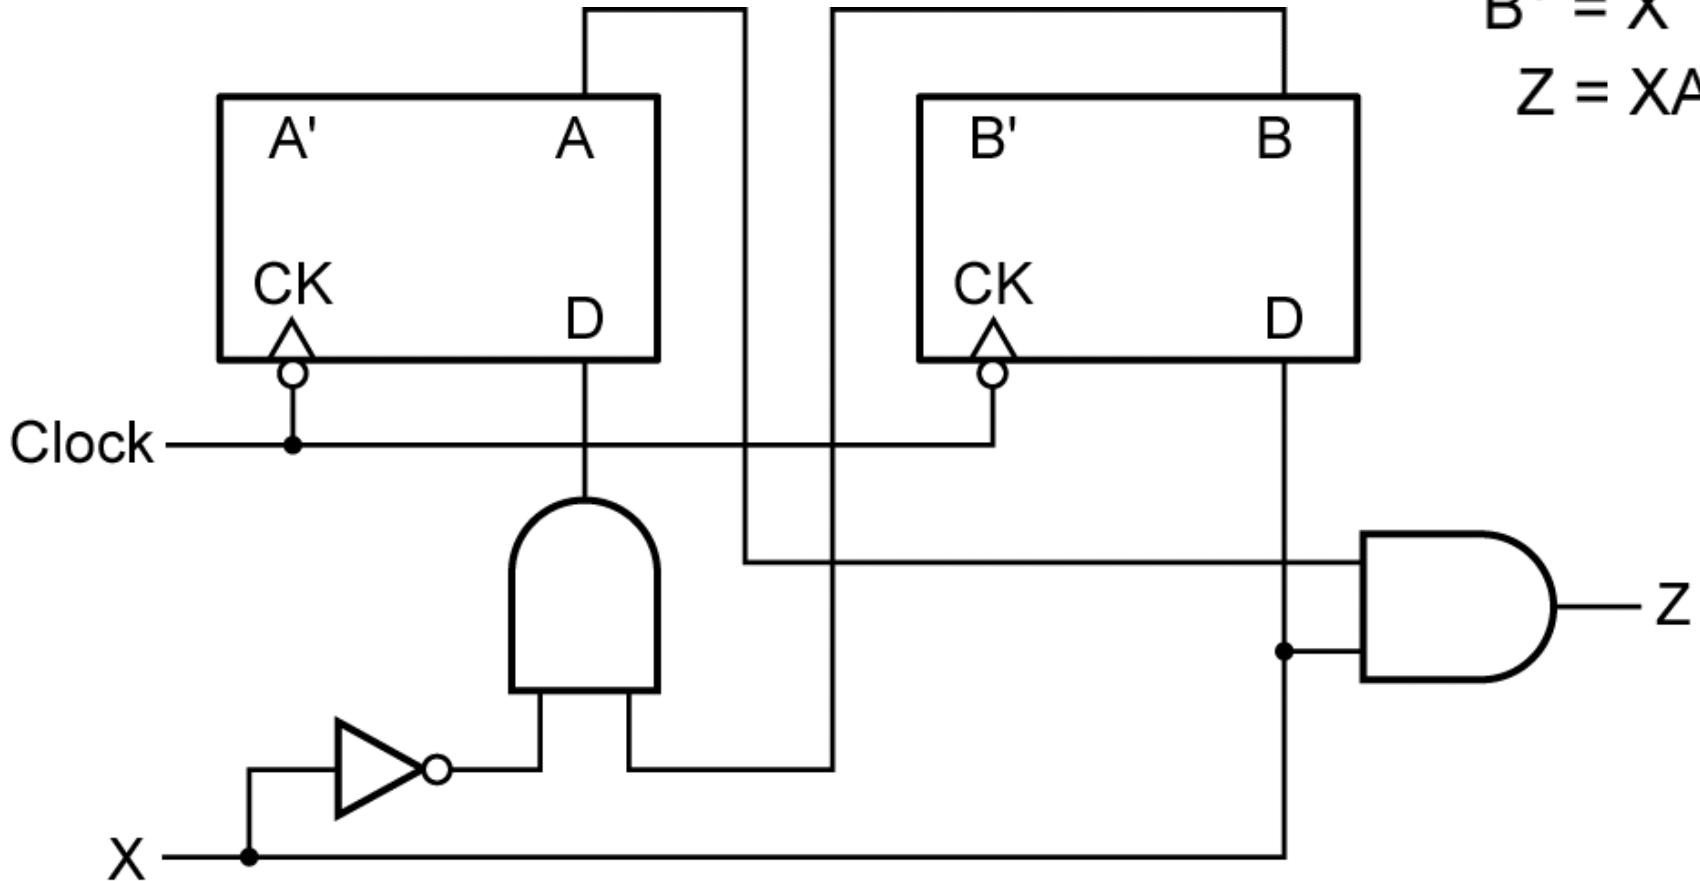 B⁺ = X
Z = XA
A' A
B' B
CK
D
CK
D
Clock
Z
X